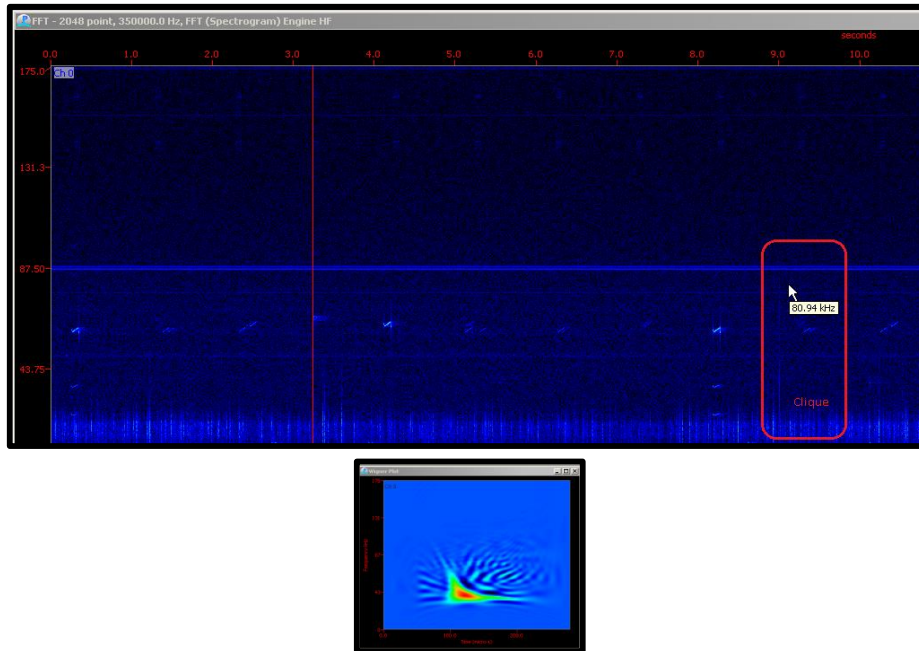 FFT - 2048 point, 350000.0 Hz, FFT (Spectrogram) Engine HF
seconds
0.0 1.0 2.0 3.0 4.0 5.0 6.0 7.0 8.0 9.0 10.0
175.0
Ch 0
131.3
87.50
80.94 kHz
43.75
Clique
Wigner Plot